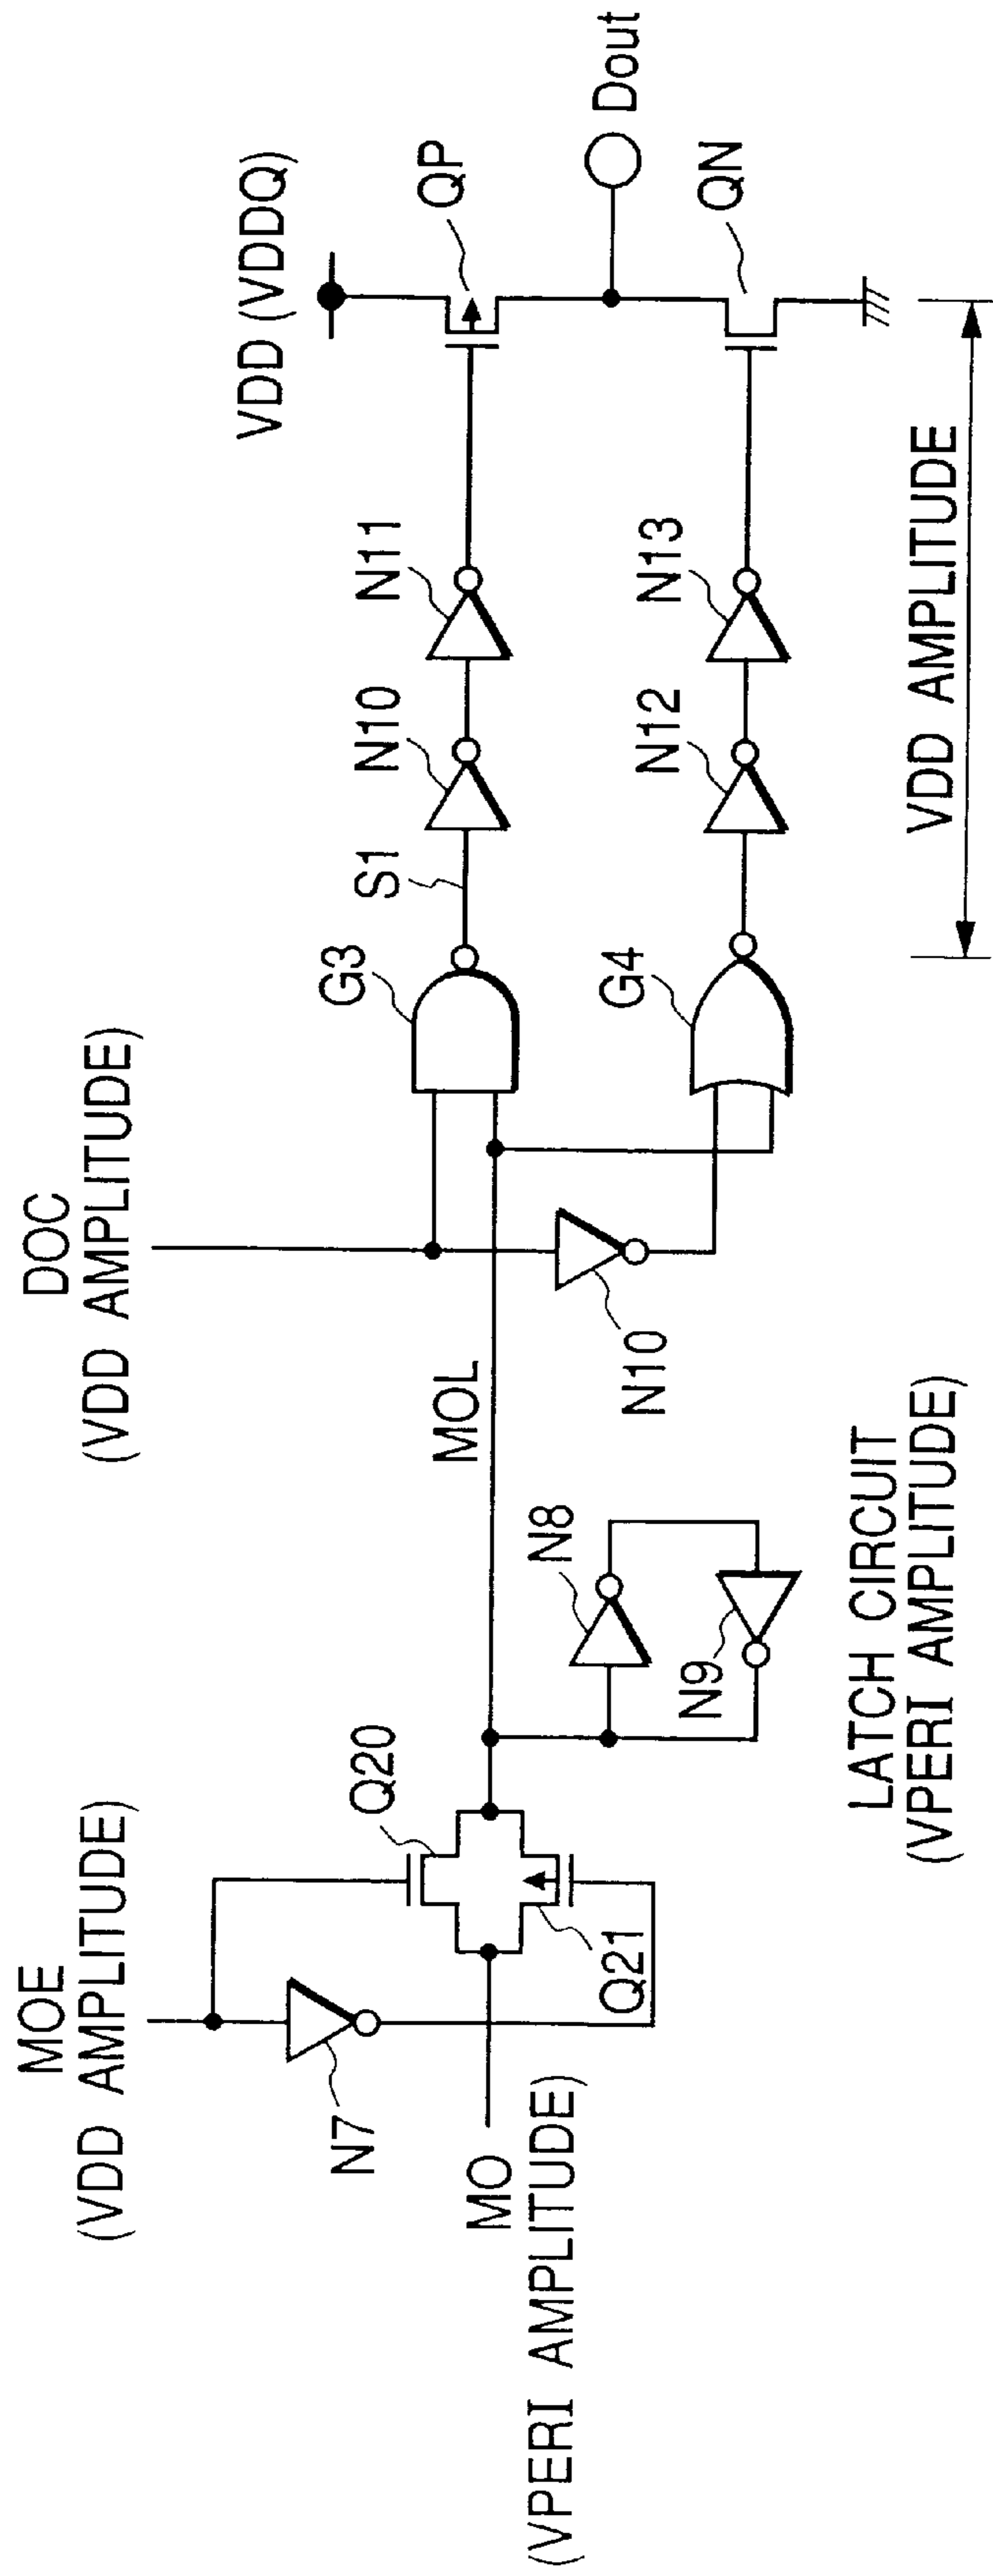 MOE
(VDD AMPLITUDE)
N7
MO
(VPERI AMPLITUDE)
Q20
Q21
N8
N9
LATCH CIRCUIT
(VPERI AMPLITUDE)
MOL
DOC
(VDD AMPLITUDE)
N10
G3
G4
S1
N10
N11
N12
N13
VDD (VDDQ)
QP
Dout
QN
VDD AMPLITUDE